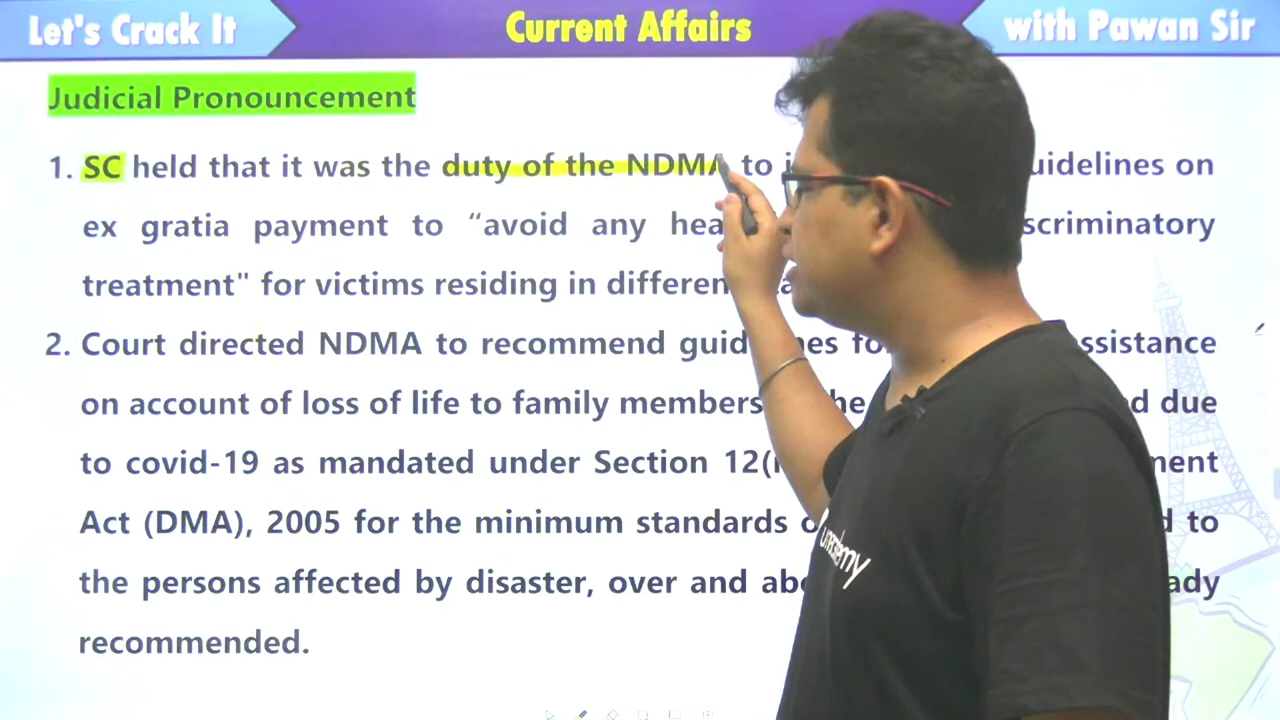 Let's Crack It
Current Affairs
with Pawan Sir
Judicial Pronouncement
1. SC held that it was the duty of the NDMA to uidelines on
ex gratia payment to “avoid any hea scriminatory
treatment" for victims residing in differen
2. Court directed NDMA to recommend guid es fo ssistance
on account of loss of life to family members he d due
to covid-19 as mandated under Section 12( ment
Act (DMA), 2005 for the minimum standards o d to
the persons affected by disaster, over and abo ady
recommended.
unacademy